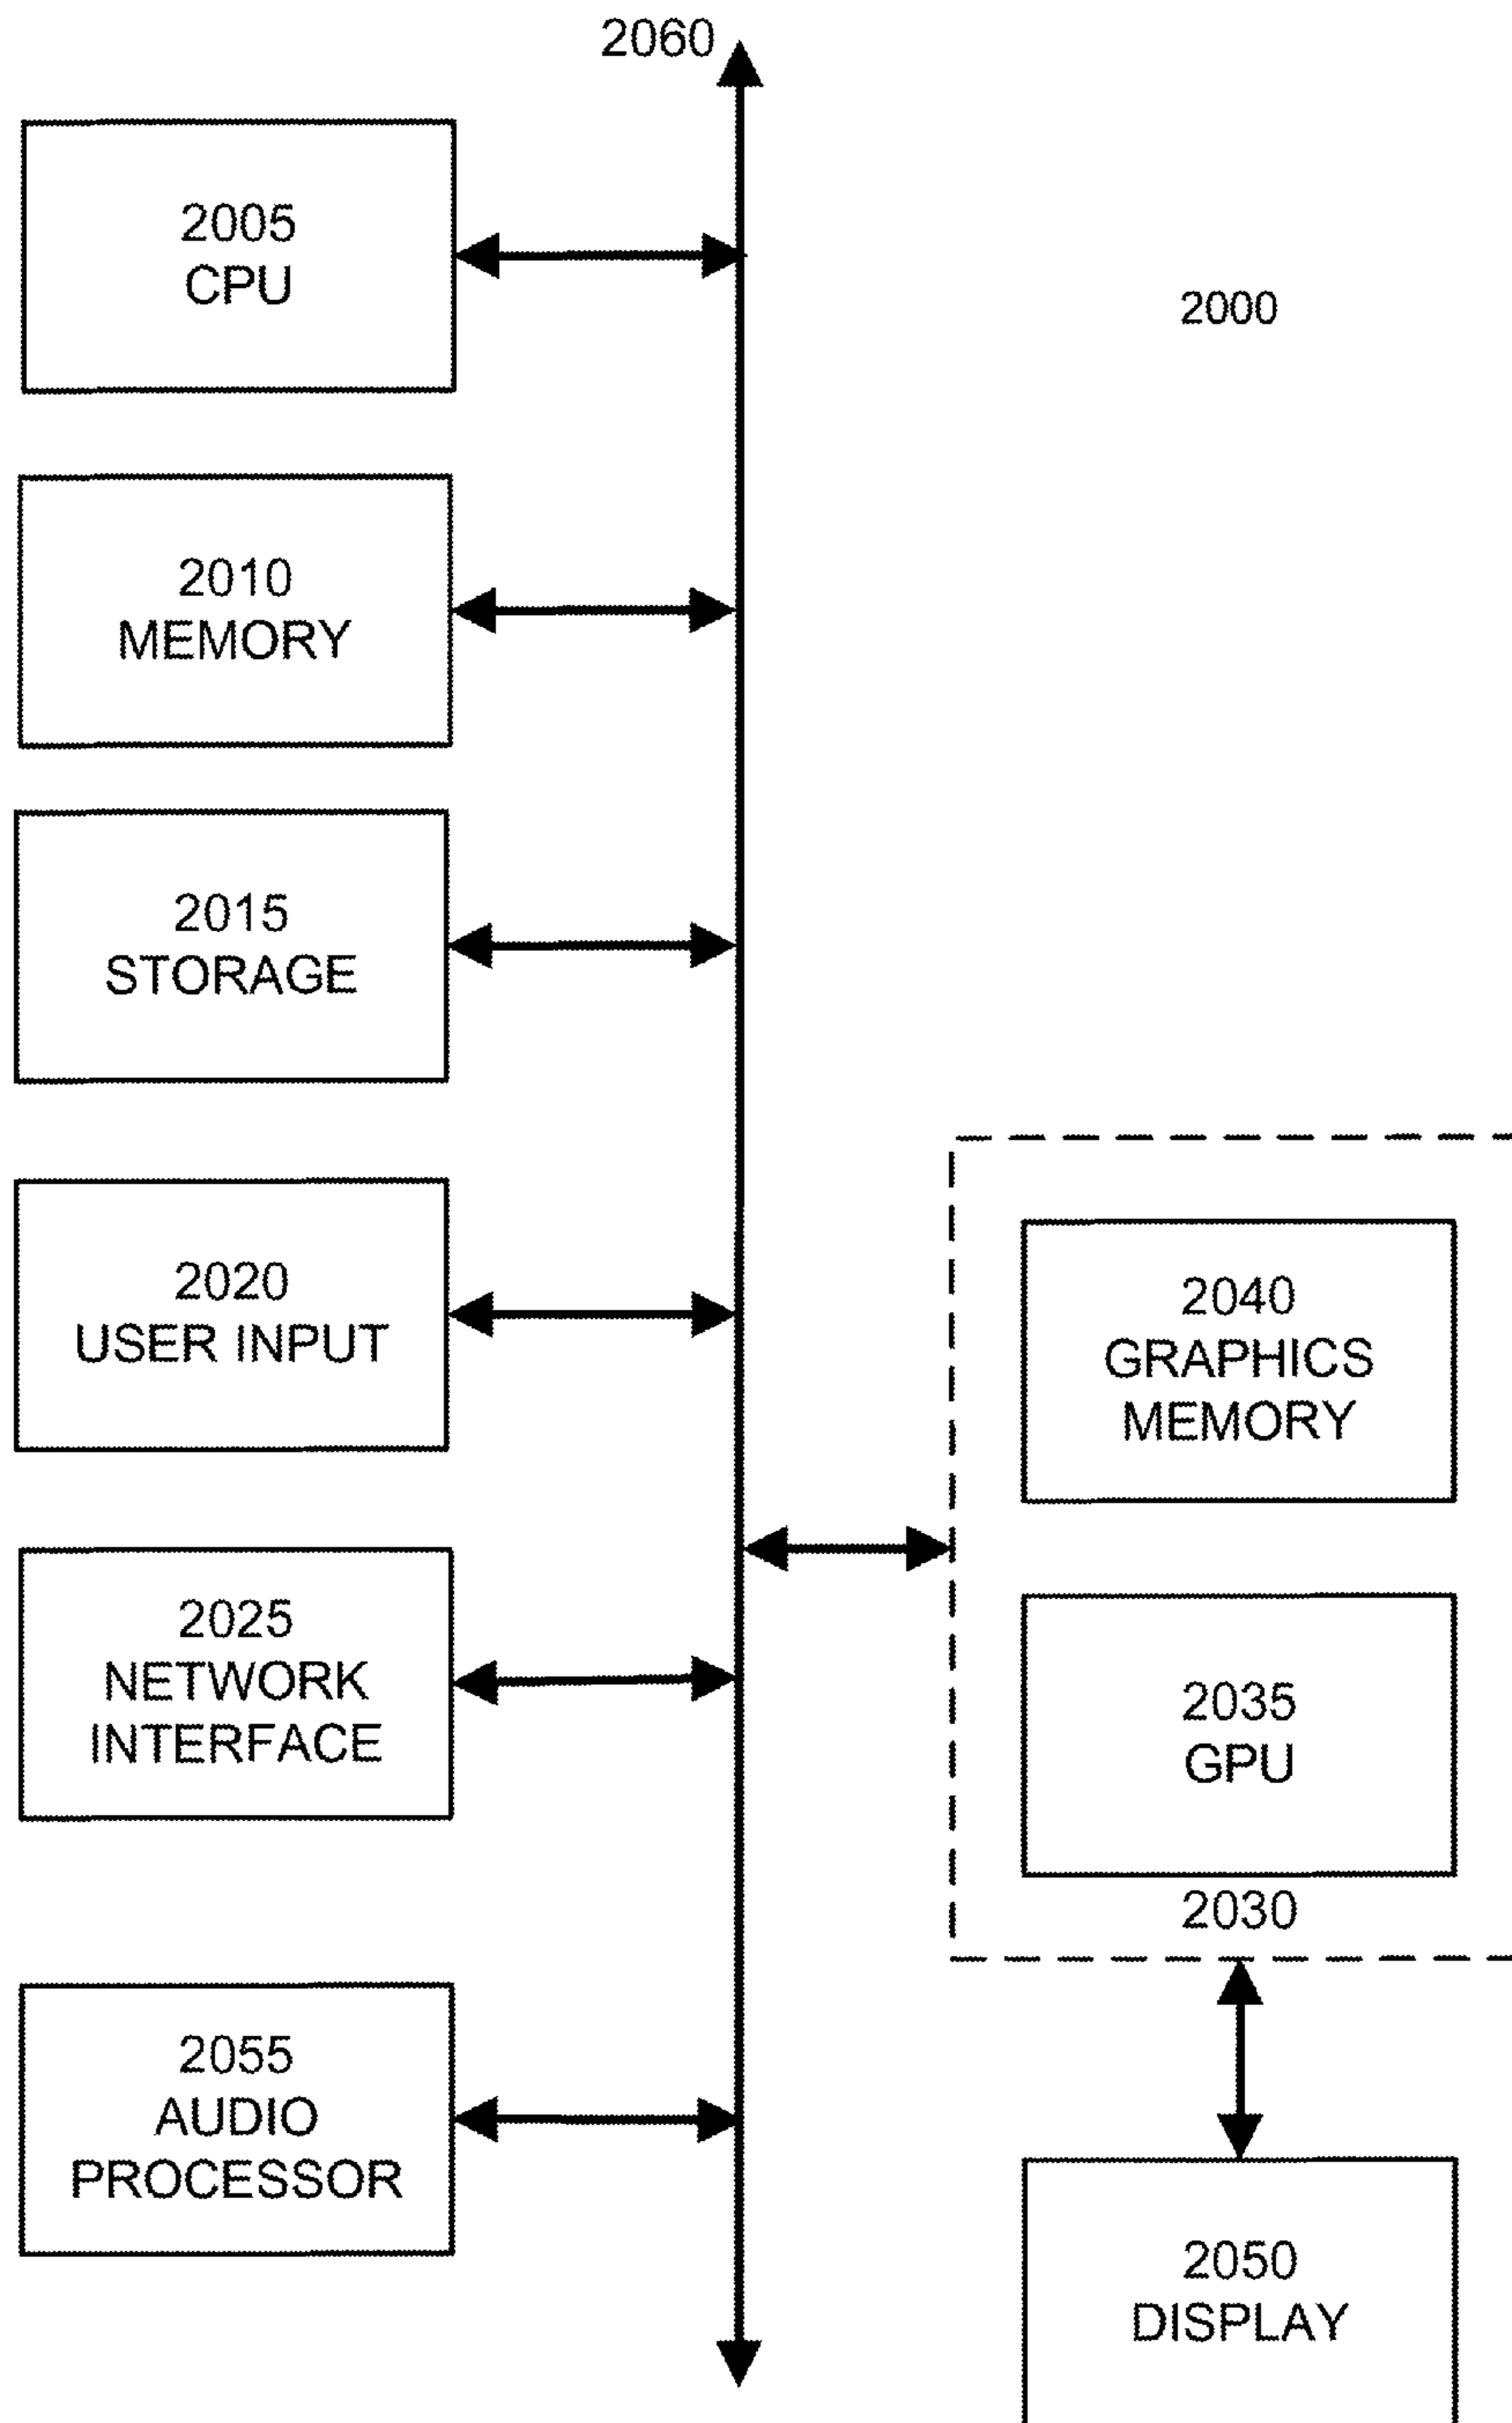 2060
2005
CPU
2000
2010
MEMORY
2015
STORAGE
2020
USER INPUT
2040
GRAPHICS
MEMORY
2025
NETWORK
INTERFACE
2035
GPU
2030
2055
AUDIO
PROCESSOR
2050
DISPLAY